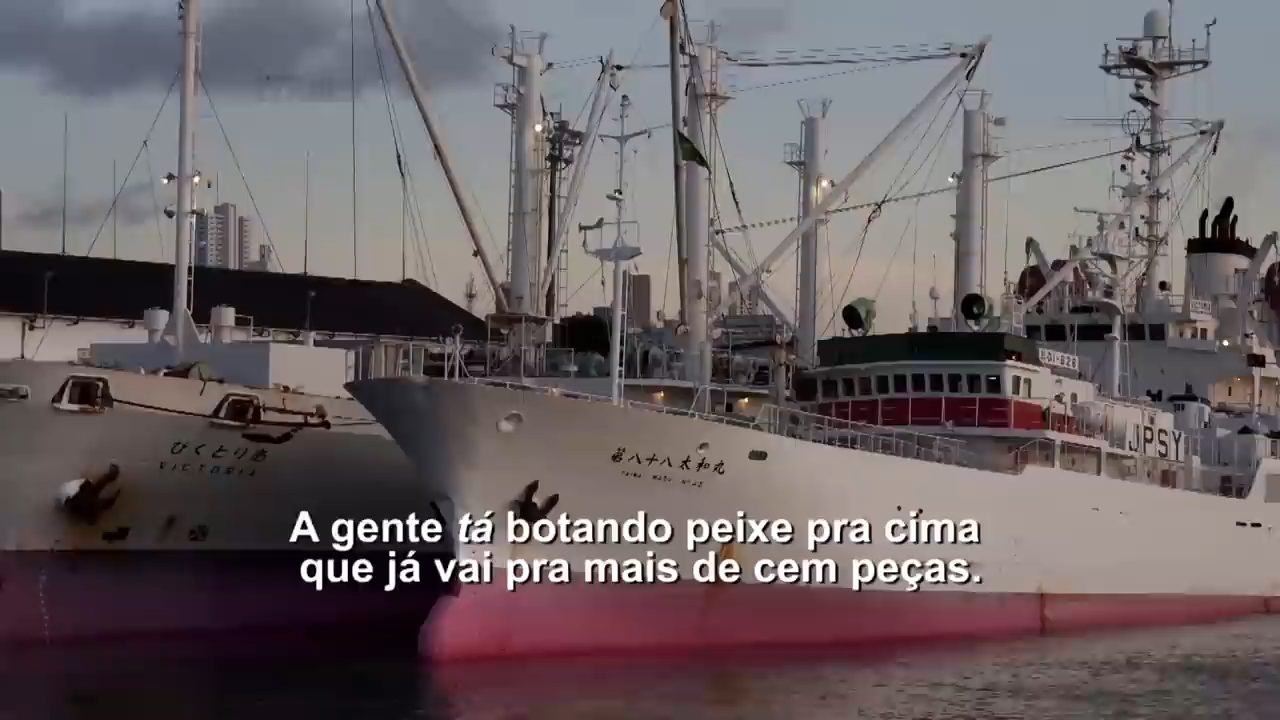 びくとりあ
VICTORIA
第八十八太和丸
JPSY
A gente tá botando peixe pra cima
que já vai pra mais de cem peças.